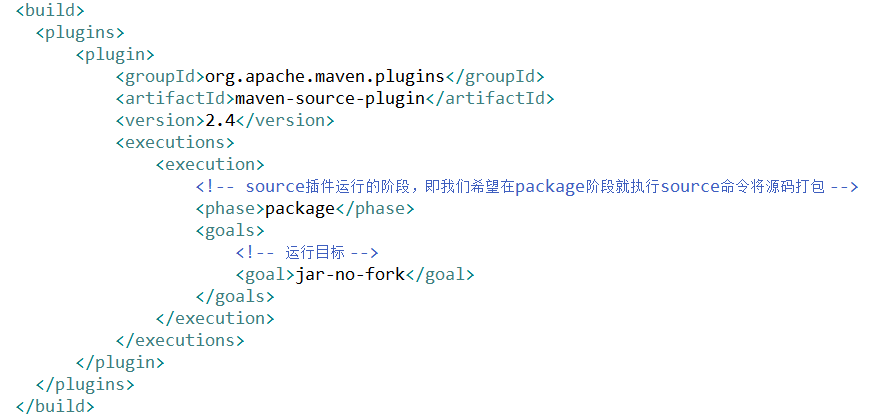 <build>
<plugins>
<plugin>
<groupId>org.apache.maven.plugins</groupId>
<artifactId>maven-source-plugin</artifactId>
<version>2.4</version>
<executions>
<execution>
<!-- source插件运行的阶段，即我们希望在package阶段就执行source命令将源码打包 -->
<phase>package</phase>
<goals>
<!-- 运行目标 -->
<goal>jar-no-fork</goal>
</goals>
</execution>
</executions>
</plugin>
</plugins>
</build>